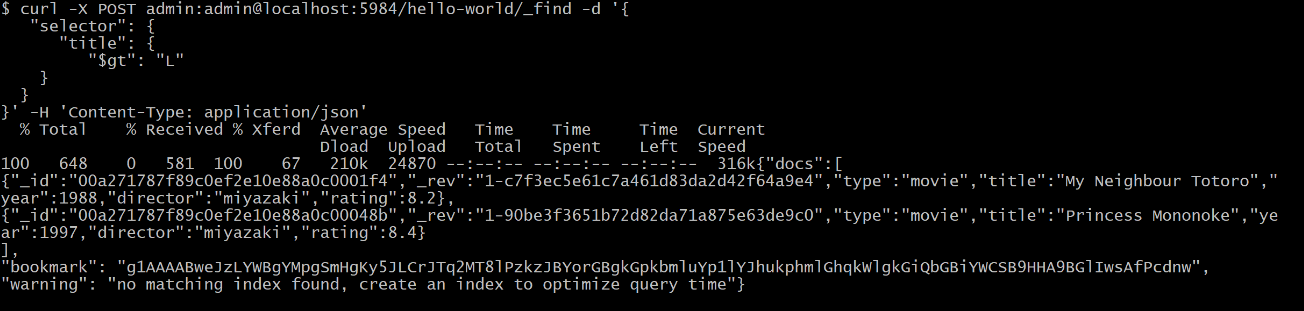 $ curl -X POST admin:admin@localhost:5984/hello-world/_find -d '{
   "selector": {
      "title": {
         "$gt": "L"
    }
  }
}' -H 'Content-Type: application/json'
  % Total    % Received % Xferd  Average Speed   Time    Time     Time  Current
                                 Dload  Upload   Total   Spent    Left  Speed
100   648    0   581  100    67   210k  24870 --:--:-- --:--:-- --:--:--  316k{"docs":[
{"_id":"00a271787f89c0ef2e10e88a0c0001f4","_rev":"1-c7f3ec5e61c7a461d83da2d42f64a9e4","type":"movie","title":"My Neighbour Totoro","
year":1988,"director":"miyazaki","rating":8.2},
{"_id":"00a271787f89c0ef2e10e88a0c00048b","_rev":"1-90be3f3651b72d82da71a875e63de9c0","type":"movie","title":"Princess Mononoke","ye
ar":1997,"director":"miyazaki","rating":8.4}
],
"bookmark": "g1AAAABweJzLYWBgYMpgSmHgKy5JLCrJTq2MT8lPzkzJBYorGBgkGpkbmluYp1lYJhukphmlGhqkWlgkGiQbGBiYWCSB9HHA9BGlIwsAfPcdnw",
"warning": "no matching index found, create an index to optimize query time"}